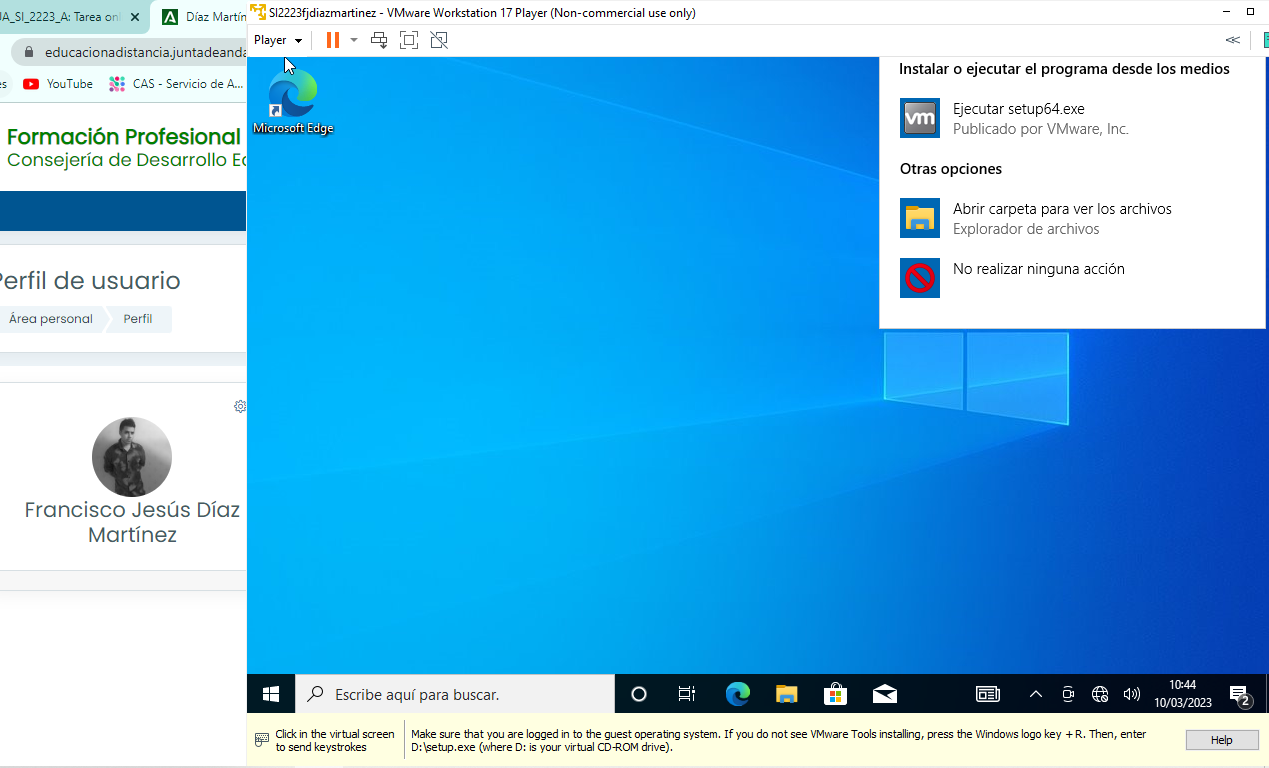 A_SI_2223_A: Tarea onl
Díaz Martín
educacionadistancia.juntadeanda
es
YouTube
CAS - Servicio de A...
Formación Profesional
Consejería de Desarrollo Ec
Perfil de usuario
Área personal
Perfil
Francisco Jesús Díaz
Martínez
SI2223fjdiazmartinez - VMware Workstation 17 Player (Non-commercial use only)
Player
Microsoft Edge
Instalar o ejecutar el programa desde los medios
vm
Ejecutar setup64.exe
Publicado por VMware, Inc.
Otras opciones
Abrir carpeta para ver los archivos
Explorador de archivos
No realizar ninguna acción
Escribe aquí para buscar.
10:44
10/03/2023
2
Click in the virtual screen
to send keystrokes
Make sure that you are logged in to the guest operating system. If you do not see VMware Tools installing, press the Windows logo key + R. Then, enter
D:\setup.exe (where D: is your virtual CD-ROM drive).
Help